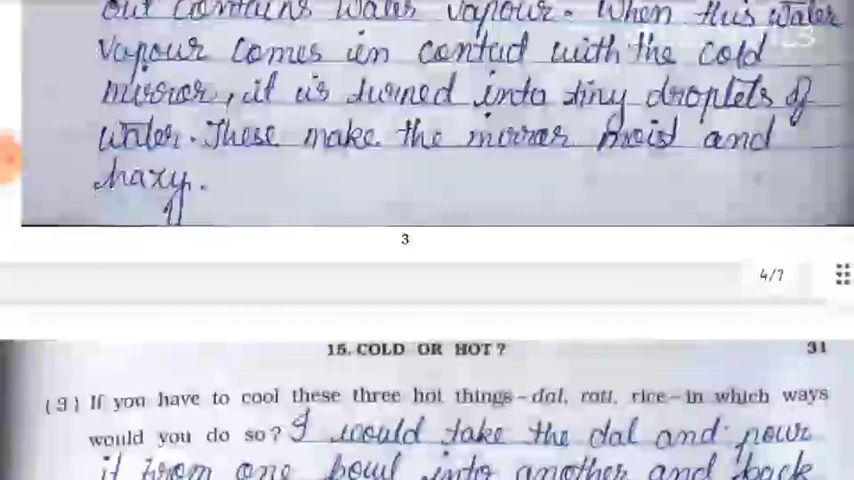 out contains water vapour. When this water
vapour comes in contact with the cold
mirror, it is turned into tiny droplets of
water. These make the mirror moist and
haxy.
3
4/7
15. COLD OR HOT ?
31
(3) If you have to cool these three hot things – dal, roti, rice – in which ways
would you do so? I would take the dal and pour
it from one bowl into another and back